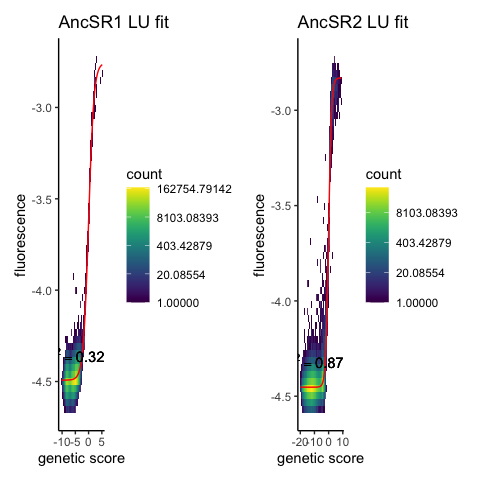 AncSR1 LU fit
-3.0
-3.5
-4.0
-4.5
fluorescence
-10 -5 0 5
genetic score
count
162754.79142
8103.08393
403.42879
20.08554
1.00000
= 0.32
AncSR2 LU fit
-3.0
-3.5
-4.0
-4.5
fluorescence
-20 -10 0 10
genetic score
count
8103.08393
403.42879
20.08554
1.00000
= 0.87